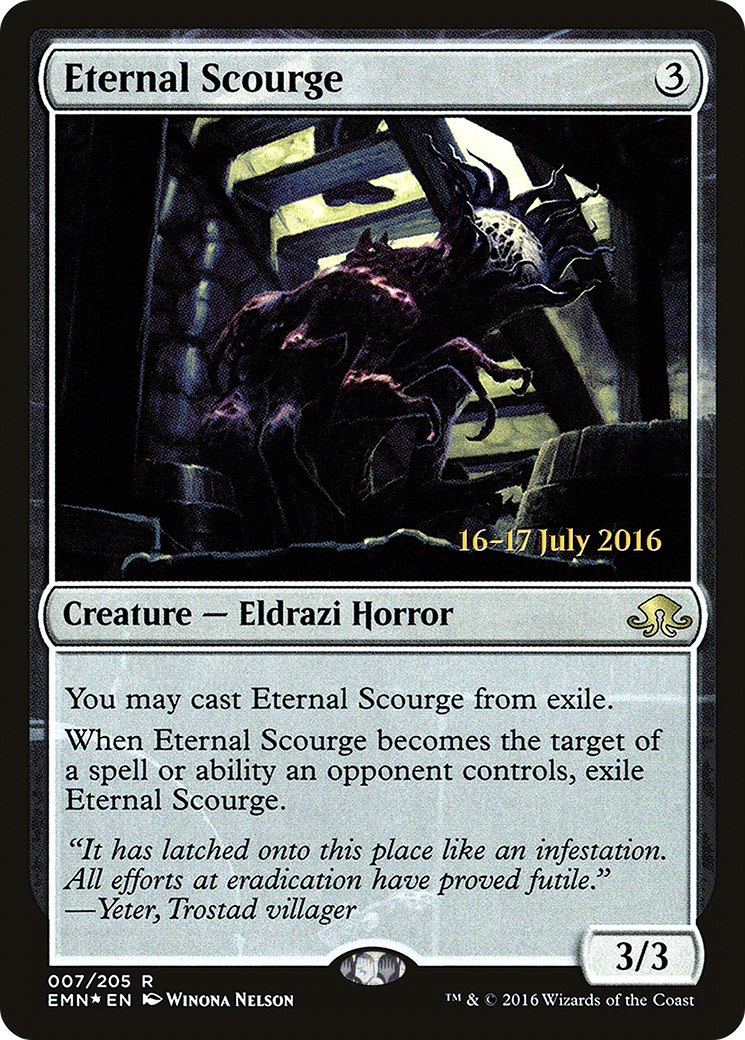 Eternal Scourge 3
16–17 July 2016
Creature — Eldrazi Horror
You may cast Eternal Scourge from exile.
When Eternal Scourge becomes the target of
a spell or ability an opponent controls, exile
Eternal Scourge.
“It has latched onto this place like an infestation.
All efforts at eradication have proved futile.”
—Yeter, Trostad villager
3/3
007/205 R
EMN★EN Winona Nelson
™ & © 2016 Wizards of the Coast